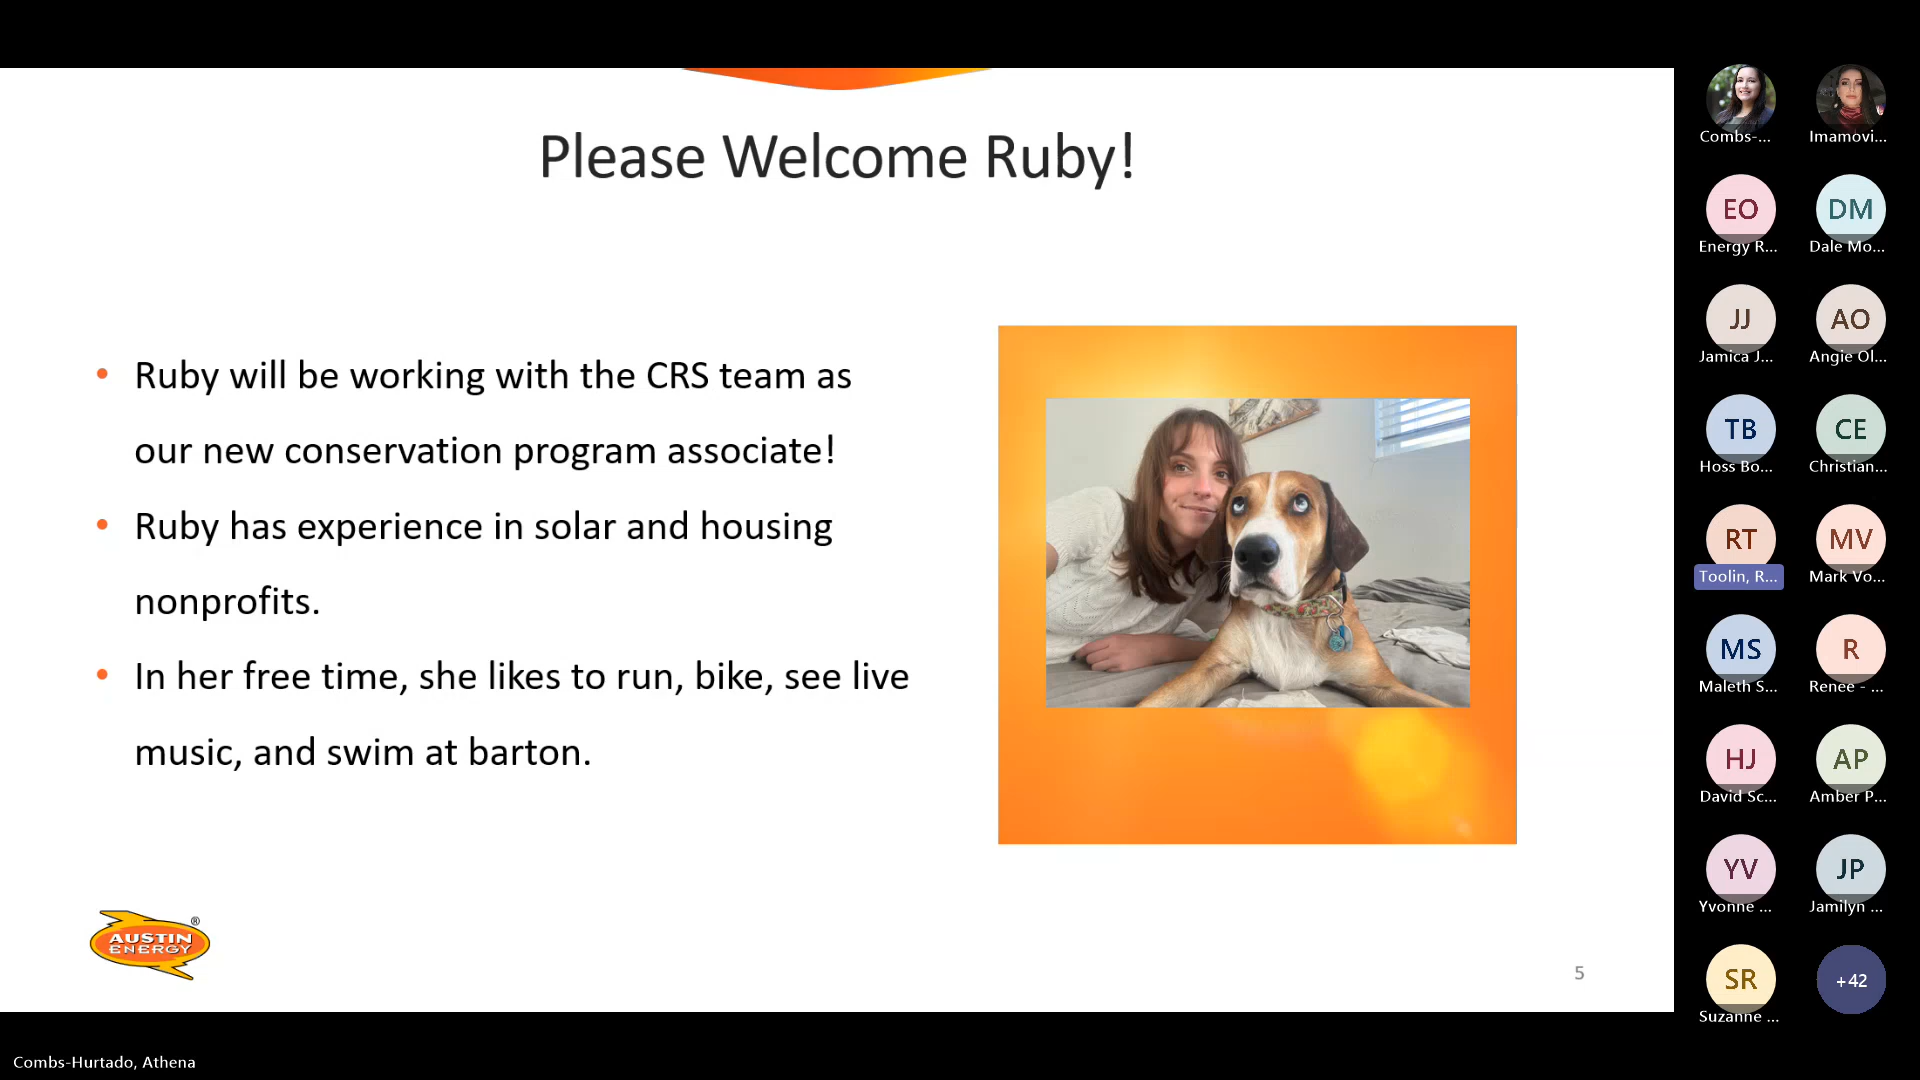 Please Welcome Ruby!
• Ruby will be working with the CRS team as
our new conservation program associate!
• Ruby has experience in solar and housing
nonprofits.
• In her free time, she likes to run, bike, see live
music, and swim at barton.
AUSTIN
ENERGY
®
5
Combs-...
Imamovi...
EO
Energy R...
DM
Dale Mo...
JJ
Jamica J...
AO
Angie Ol...
TB
Hoss Bo...
CE
Christian...
RT
Toolin, R...
MV
Mark Vo...
MS
Maleth S...
R
Renee - ...
HJ
David Sc...
AP
Amber P...
YV
Yvonne ...
JP
Jamilyn ...
SR
Suzanne ...
+42
Combs-Hurtado, Athena